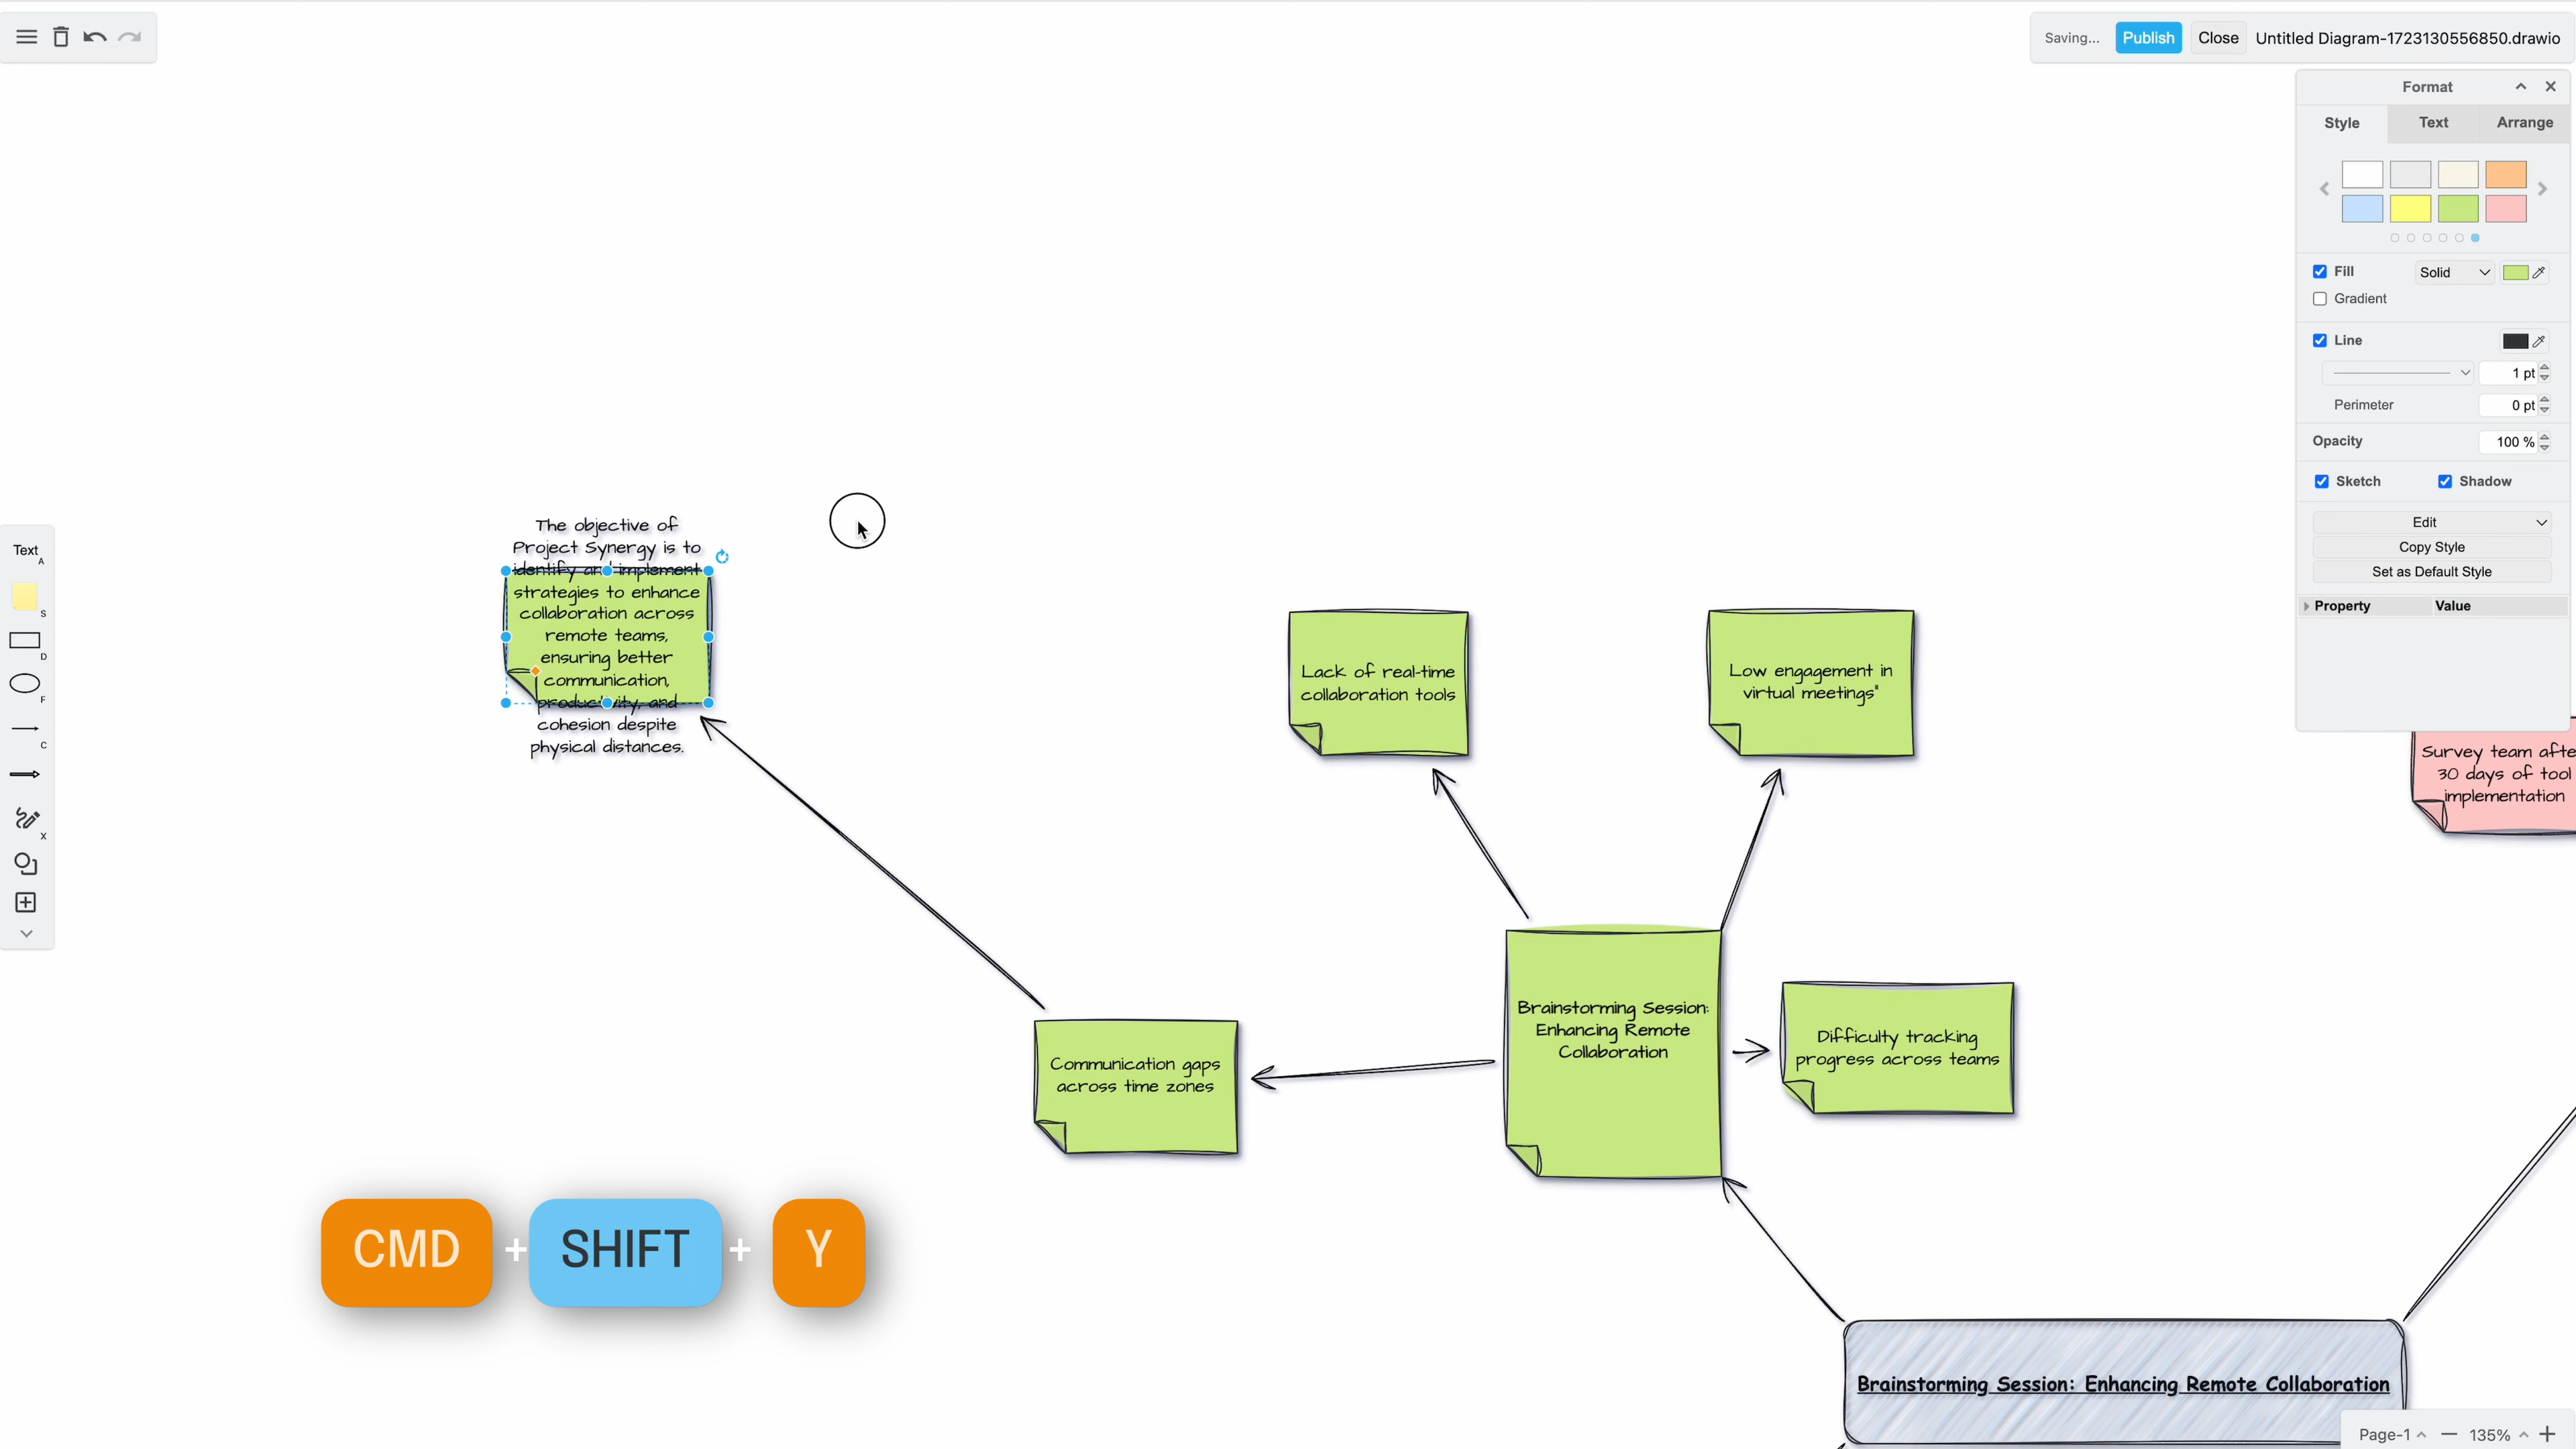 Saving...
Publish
Close
Untitled Diagram-1723130556850.drawio
Format
Style
Text
Arrange
Fill
Solid
Gradient
Line
1 pt
Perimeter
0 pt
Opacity
100 %
Sketch
Shadow
Edit
Copy Style
Set as Default Style
Property
Value
Text
A
S
D
F
C
X
The objective of
Project Synergy is to
identify and implement
strategies to enhance
collaboration across
remote teams,
ensuring better
communication,
productivity, and
cohesion despite
physical distances.
Lack of real-time
collaboration tools
Low engagement in
virtual meetings"
Survey team afte
30 days of tool
implementation
Brainstorming Session:
Enhancing Remote
Collaboration
Difficulty tracking
progress across teams
Communication gaps
across time zones
CMD + SHIFT + Y
Brainstorming Session: Enhancing Remote Collaboration
Page-1
135%